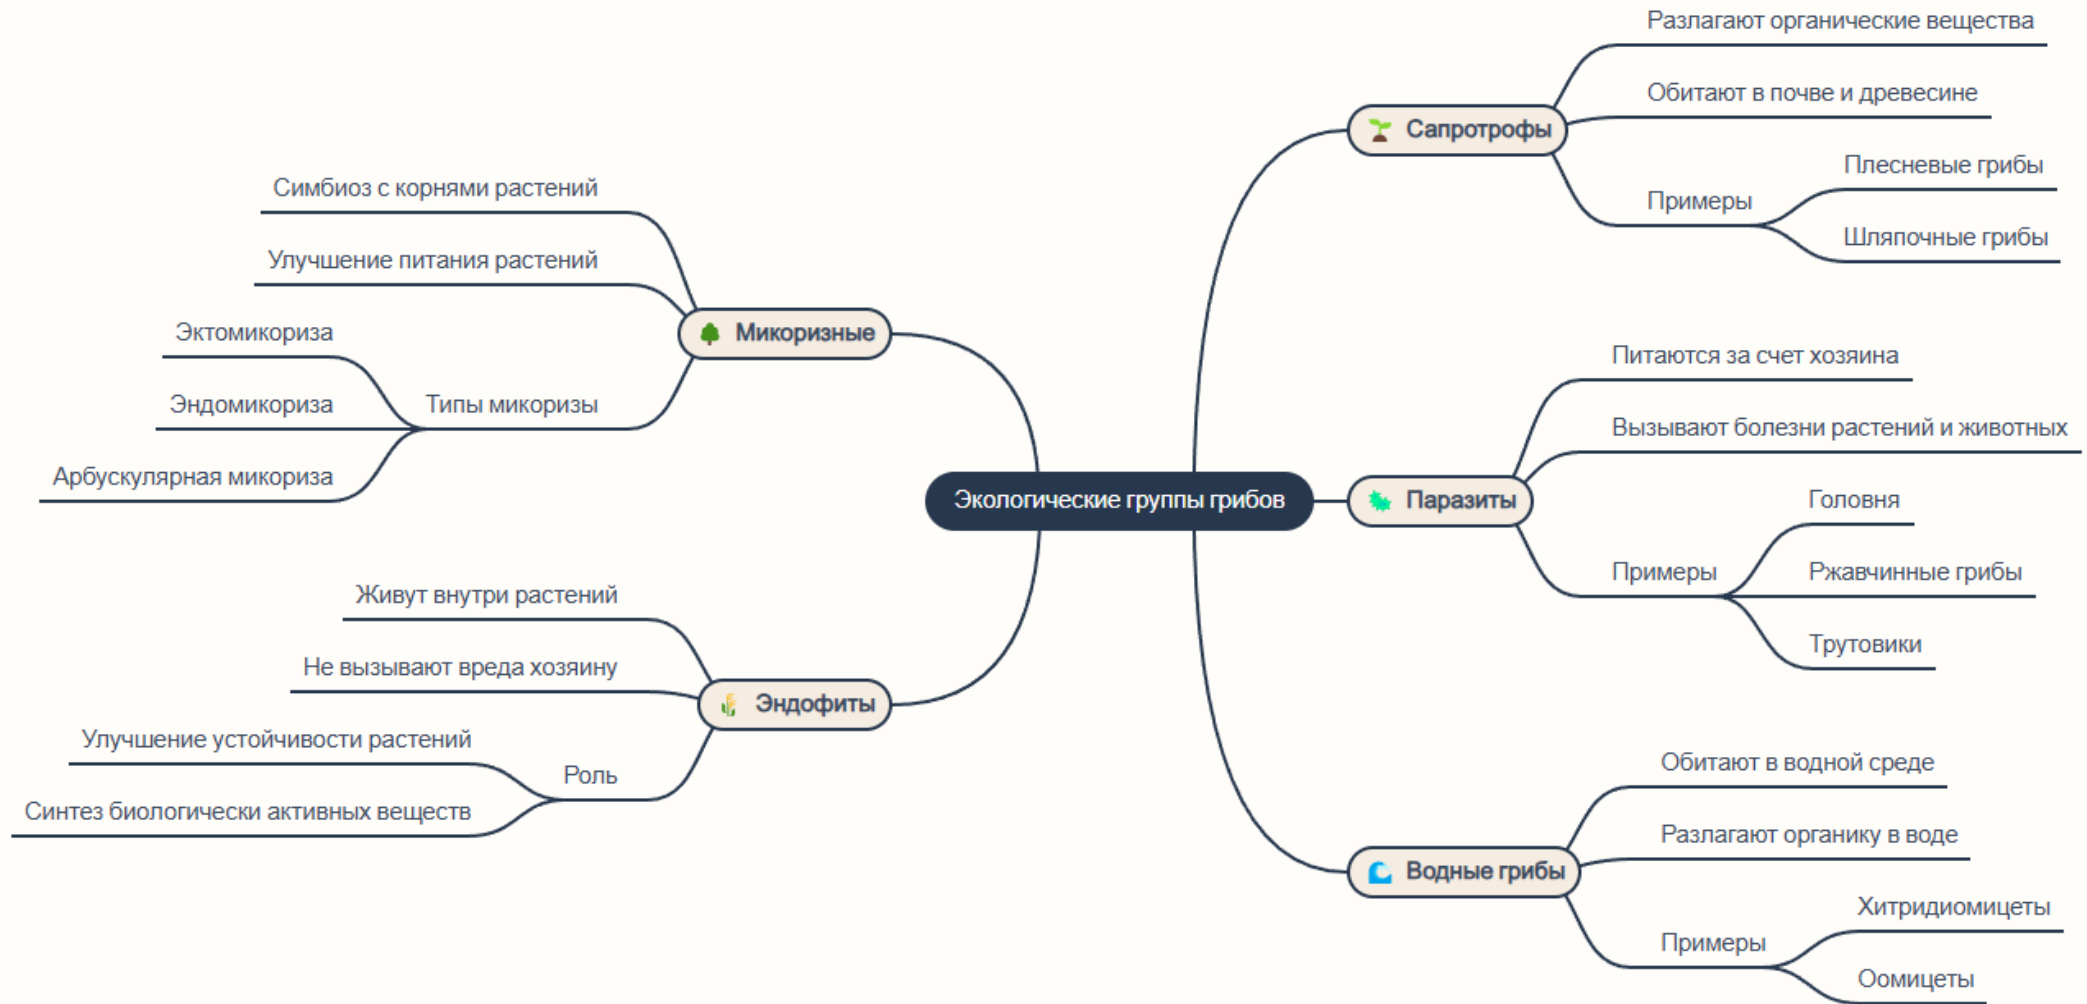 Экологические группы грибов
Сапротрофы
Разлагают органические вещества
Обитают в почве и древесине
Примеры
Плесневые грибы
Шляпочные грибы
Паразиты
Питаются за счет хозяина
Вызывают болезни растений и животных
Примеры
Головня
Ржавчинные грибы
Трутовики
Водные грибы
Обитают в водной среде
Разлагают органику в воде
Примеры
Хитридиомицеты
Оомицеты
Микоризные
Симбиоз с корнями растений
Улучшение питания растений
Типы микоризы
Эктомикориза
Эндомикориза
Арбускулярная микориза
Эндофиты
Живут внутри растений
Не вызывают вреда хозяину
Роль
Улучшение устойчивости растений
Синтез биологически активных веществ